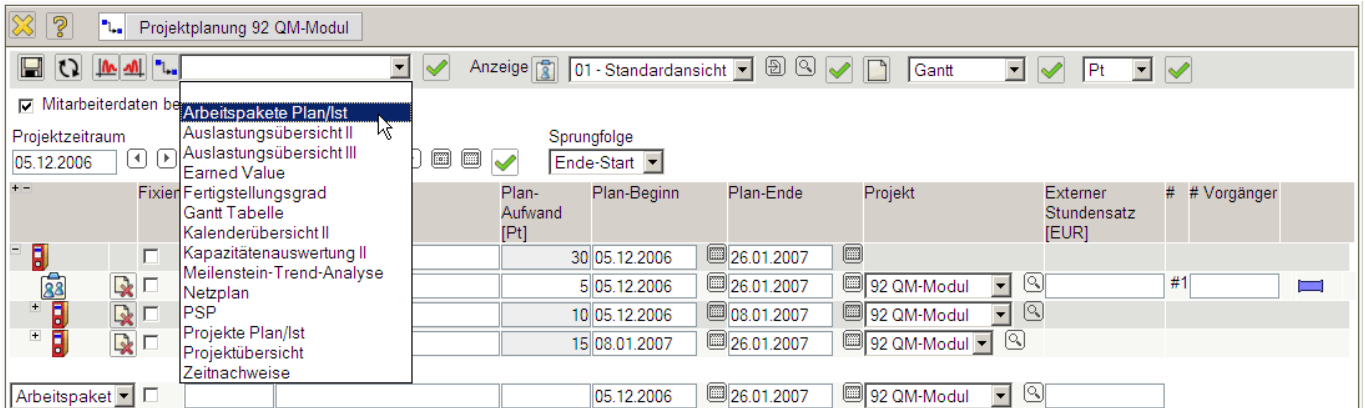 Projektplanung 92 QM-Modul
Anzeige 01 - Standardansicht Gantt Pt
Mitarbeiterdaten be
Arbeitspakete Plan/Ist
Auslastungsübersicht II
Auslastungsübersicht III
Earned Value
Fertigstellungsgrad
Gantt Tabelle
Kalenderübersicht II
Kapazitätenauswertung II
Meilenstein-Trend-Analyse
Netzplan
PSP
Projekte Plan/Ist
Projektübersicht
Zeitnachweise
Projektzeitraum Sprungfolge
05.12.2006 Ende-Start
+ - Fixier Plan-Aufwand [Pt] Plan-Beginn Plan-Ende Projekt Externer Stundensatz [EUR] # # Vorgänger
30 05.12.2006 26.01.2007
5 05.12.2006 26.01.2007 92 QM-Modul #1
10 05.12.2006 08.01.2007 92 QM-Modul
15 08.01.2007 26.01.2007 92 QM-Modul
Arbeitspaket 05.12.2006 26.01.2007 92 QM-Modul